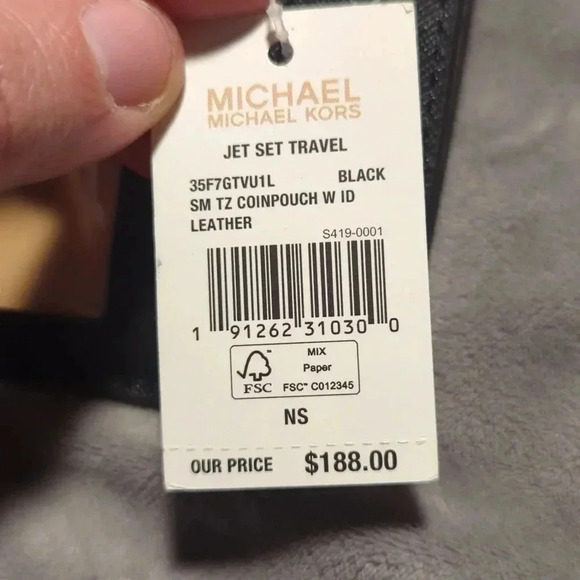 MICHAEL
MICHAEL KORS
JET SET TRAVEL
35F7GTVU1L BLACK
SM TZ COINPOUCH W ID
LEATHER
S419-0001
1 91262 31030 0
FSC
MIX
Paper
FSC™ C012345
NS
OUR PRICE $188.00